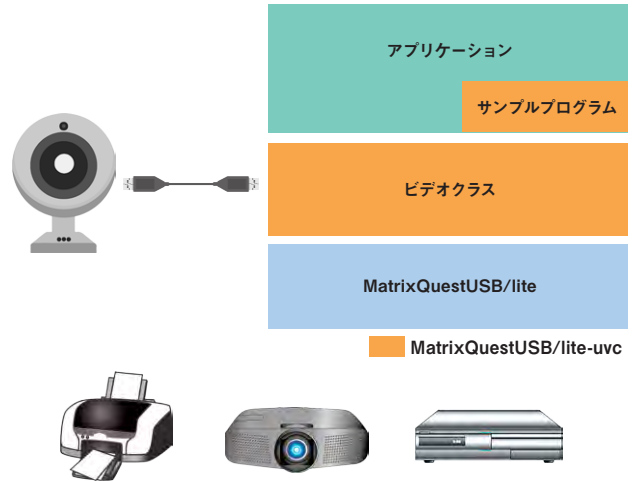 アプリケーション
サンプルプログラム
ビデオクラス
MatrixQuestUSB/lite
MatrixQuestUSB/lite-uvc